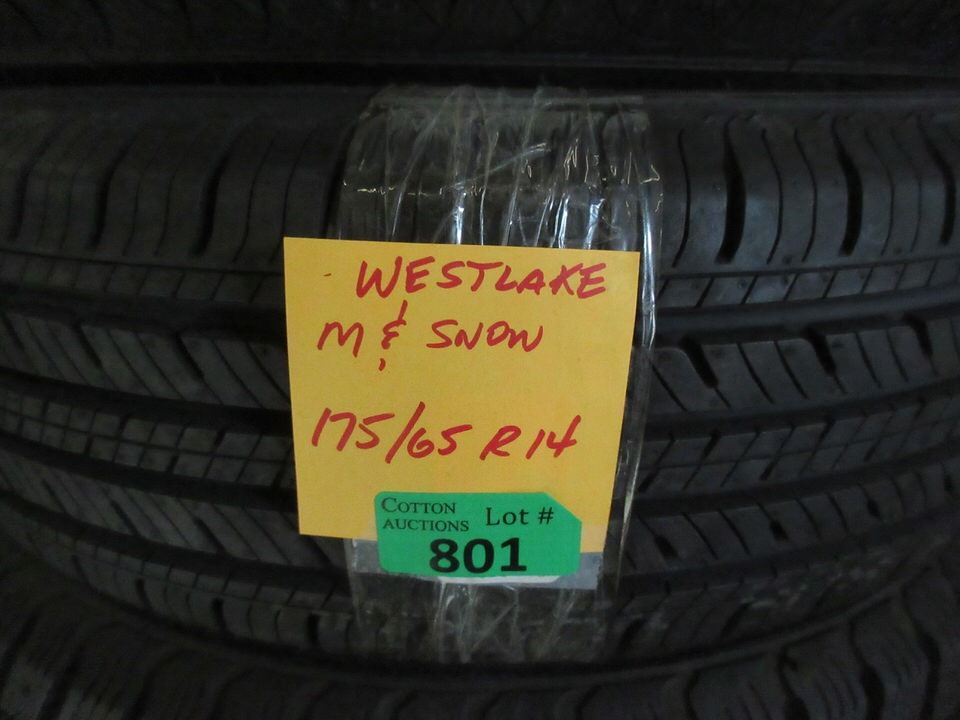 WESTLAKE
M & SNOW
175/65 R14
COTTON
AUCTIONS Lot #
801